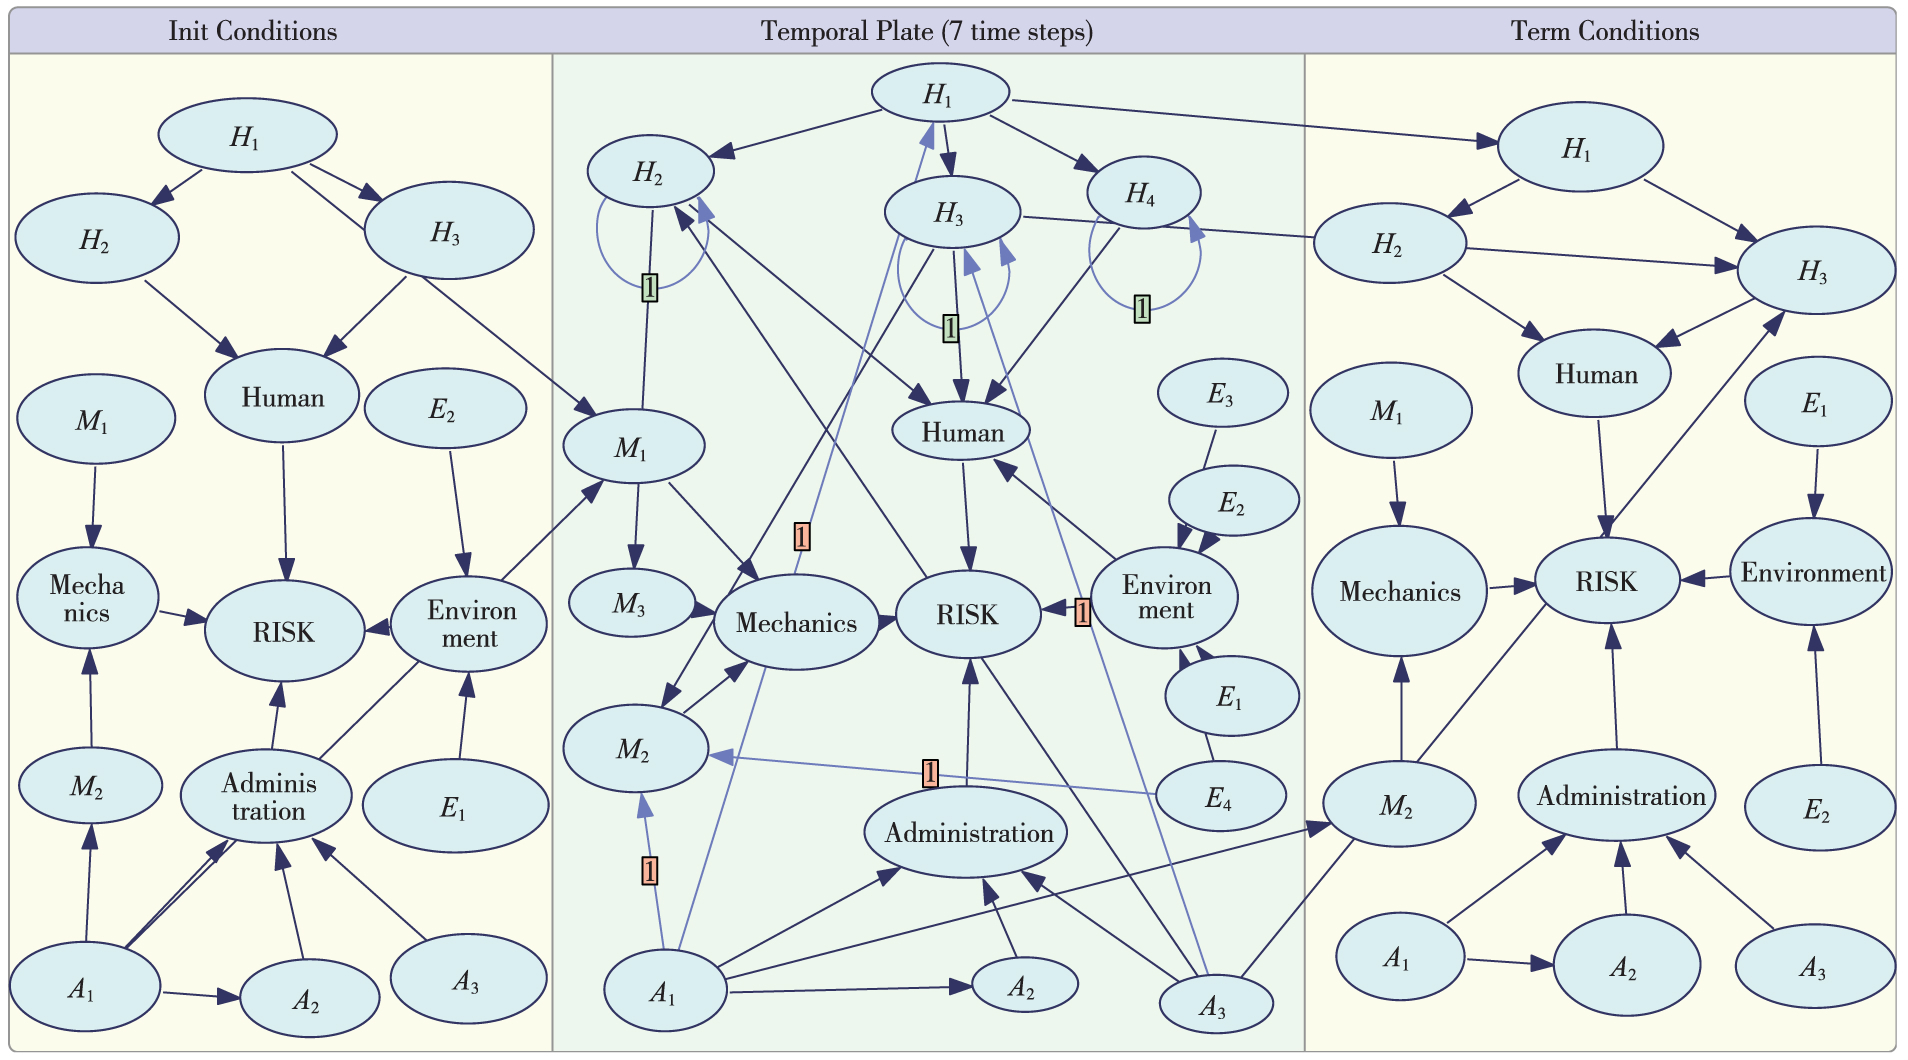 Init Conditions
Temporal Plate (7 time steps)
Term Conditions
H1
H2
H3
Human
M1
E2
Mecha
nics
RISK
Environ
ment
M2
Adminis
tration
E1
A1
A2
A3
H1
H2
H3
H4
1
1
1
E3
Human
M1
E2
1
M3
Mechanics
RISK
1
Environ
ment
E1
M2
1
E4
Administration
1
A1
A2
A3
H1
H2
H3
Human
M1
E1
Mechanics
RISK
Environment
M2
Administration
E2
A1
A2
A3